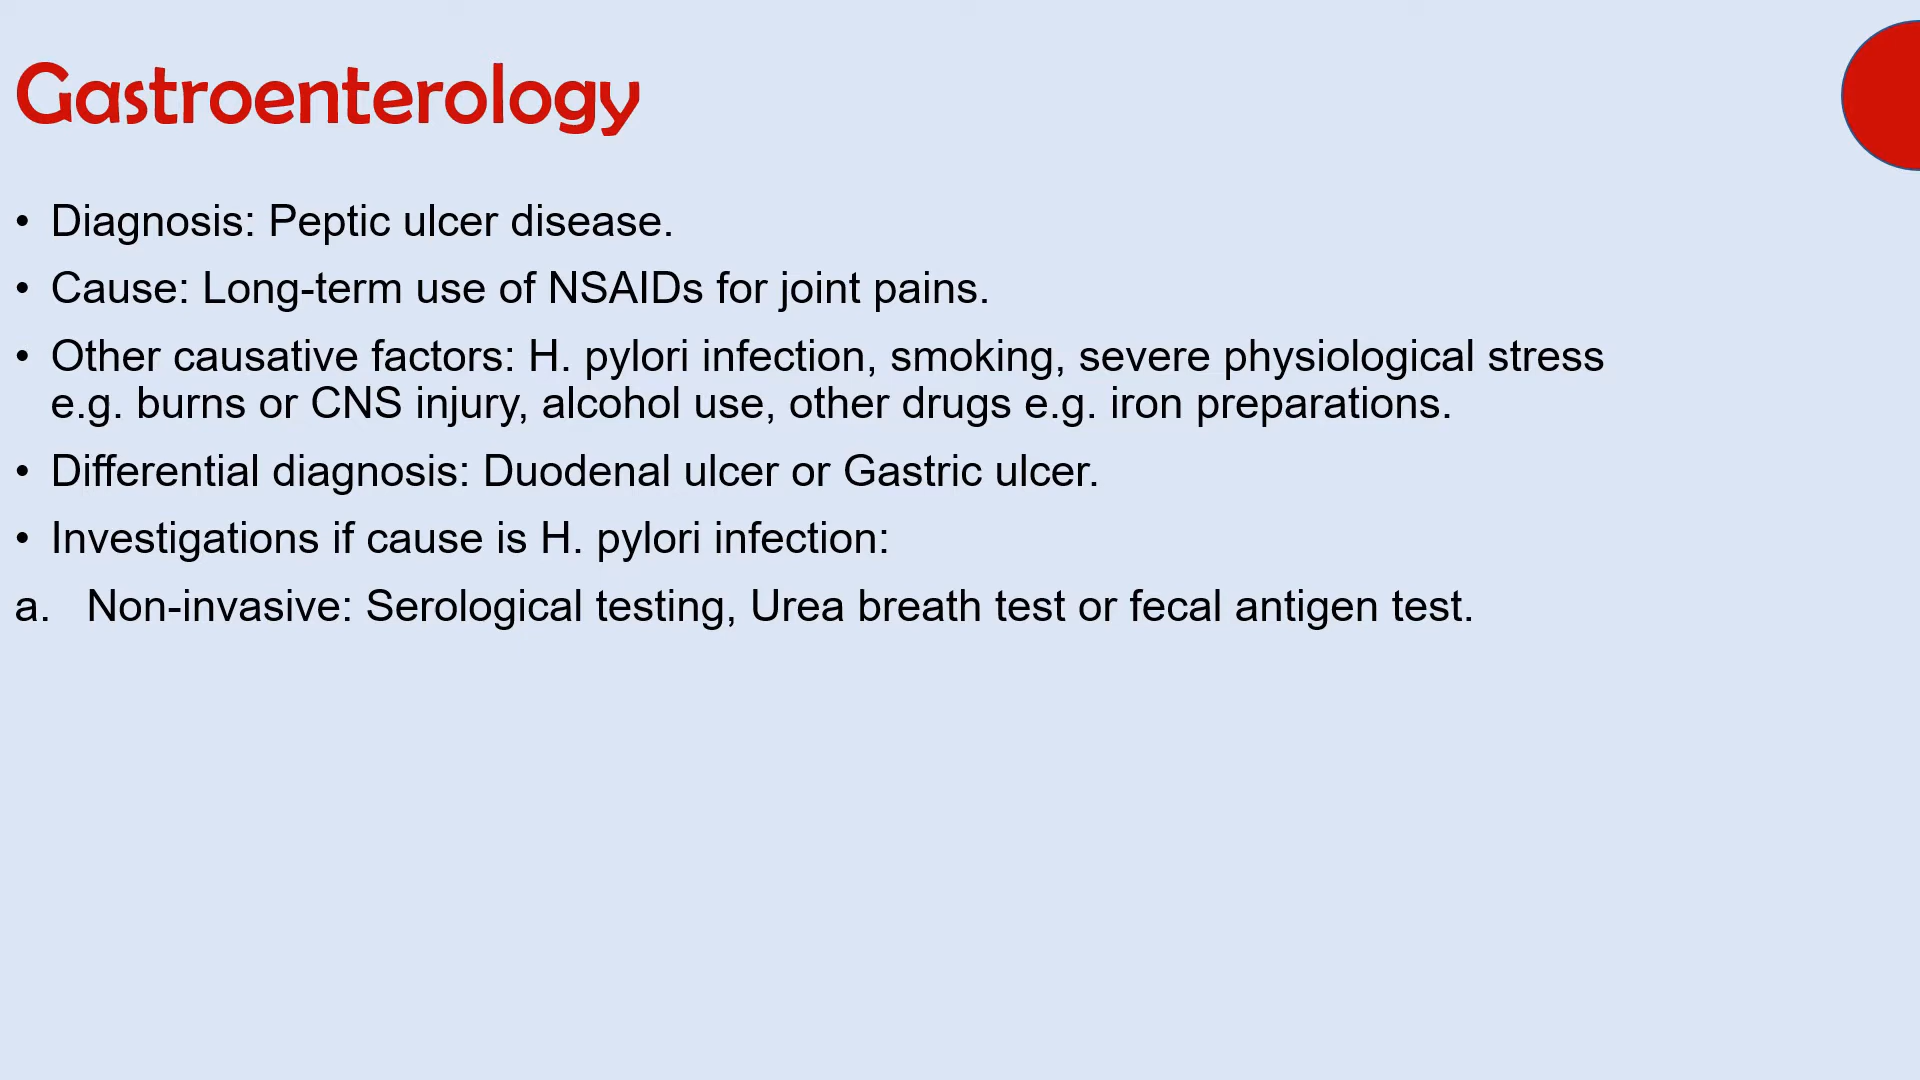 Gastroenterology
• Diagnosis: Peptic ulcer disease.
• Cause: Long-term use of NSAIDs for joint pains.
• Other causative factors: H. pylori infection, smoking, severe physiological stress
e.g. burns or CNS injury, alcohol use, other drugs e.g. iron preparations.
• Differential diagnosis: Duodenal ulcer or Gastric ulcer.
• Investigations if cause is H. pylori infection:
a. Non-invasive: Serological testing, Urea breath test or fecal antigen test.